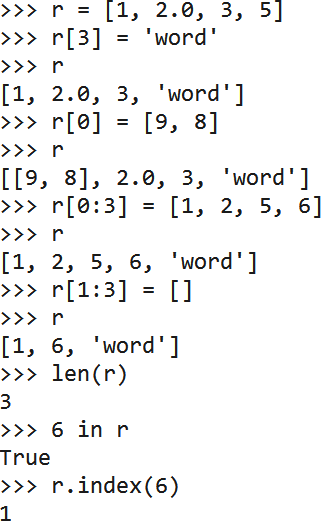 >>> r = [1, 2.0, 3, 5]
>>> r[3] = 'word'
>>> r
[1, 2.0, 3, 'word']
>>> r[0] = [9, 8]
>>> r
[[9, 8], 2.0, 3, 'word']
>>> r[0:3] = [1, 2, 5, 6]
>>> r
[1, 2, 5, 6, 'word']
>>> r[1:3] = []
>>> r
[1, 6, 'word']
>>> len(r)
3
>>> 6 in r
True
>>> r.index(6)
1